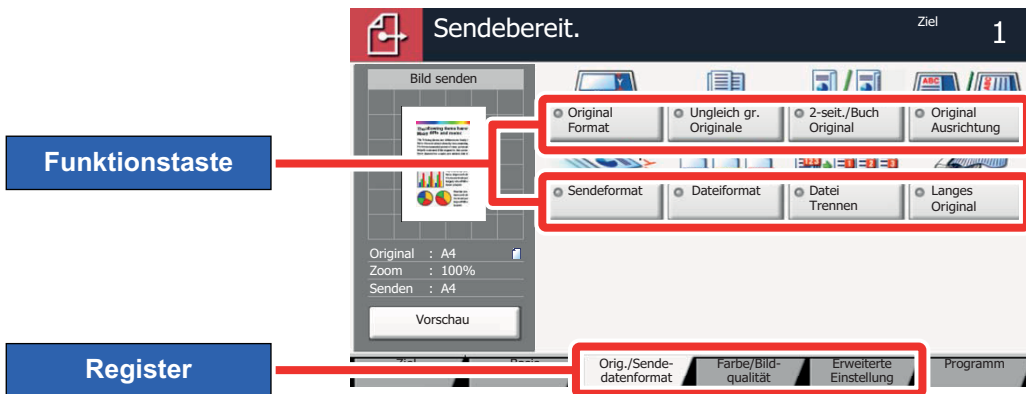 Sendebereit.
Ziel
1
Bild senden
ABC
Original
Format
Ungleich gr.
Originale
2-seit./Buch
Original
Original
Ausrichtung
Funktionstaste
Sendeformat
Dateiformat
Datei
Trennen
Langes
Original
Original : A4
Zoom : 100%
Senden : A4
Vorschau
Register
Ziel
Basis
Orig./Sende-
datenformat
Farbe/Bild-
qualität
Erweiterte
Einstellung
Programm